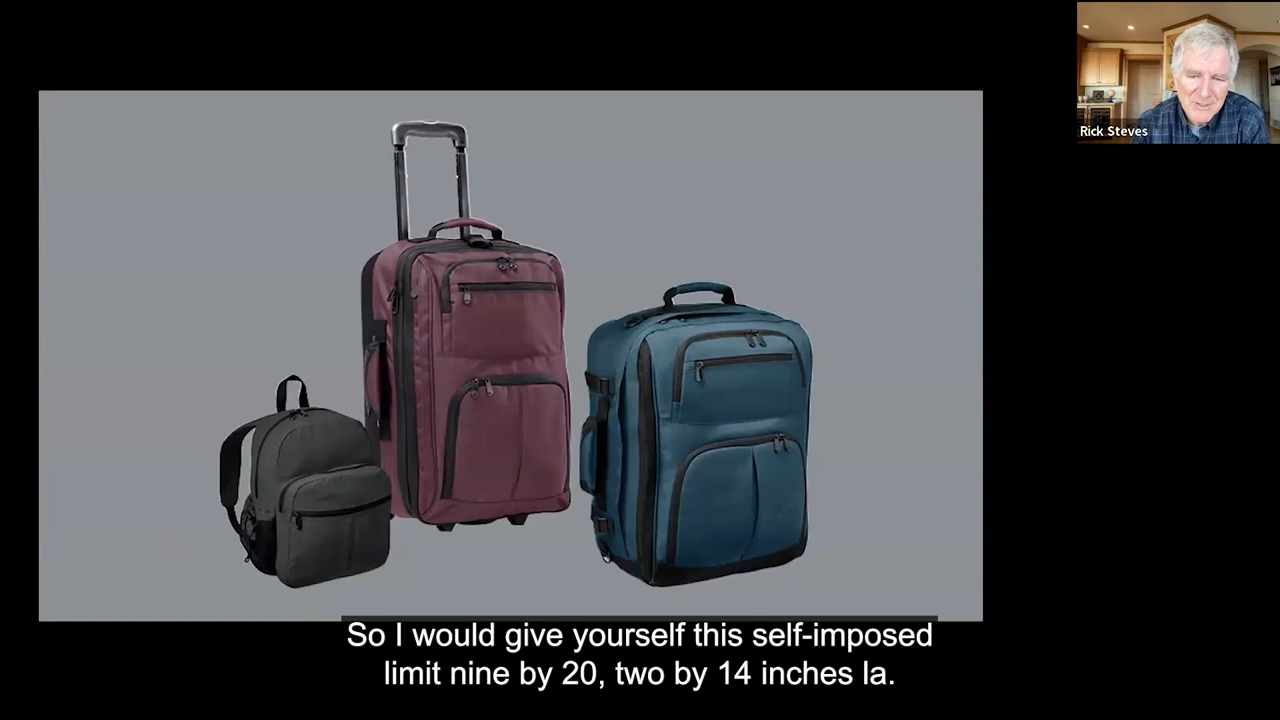 Rick Steves
So I would give yourself this self-imposed
limit nine by 20, two by 14 inches la.